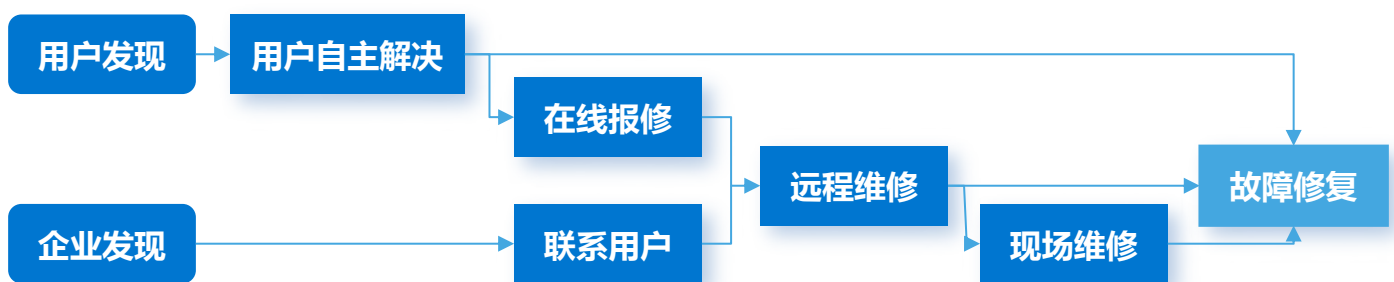 用户发现
用户自主解决
在线报修
远程维修
故障修复
企业发现
联系用户
现场维修